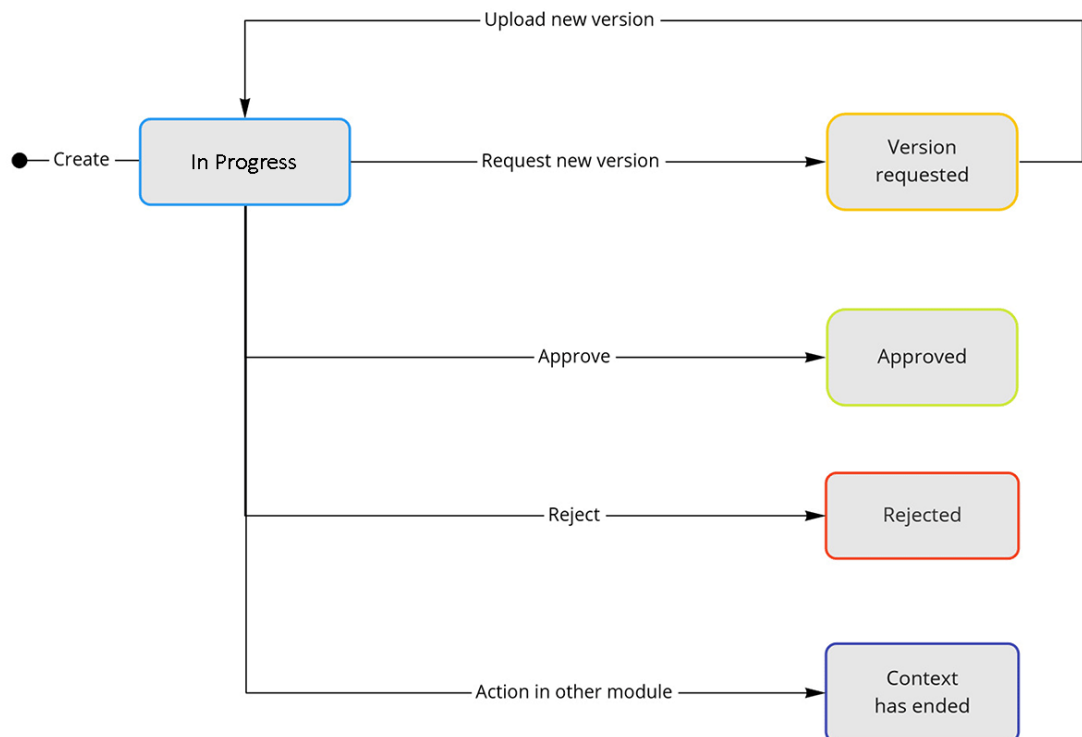 Upload new version
Create
In Progress
Request new version
Version
requested
Approve
Approved
Reject
Rejected
Action in other module
Context
has ended